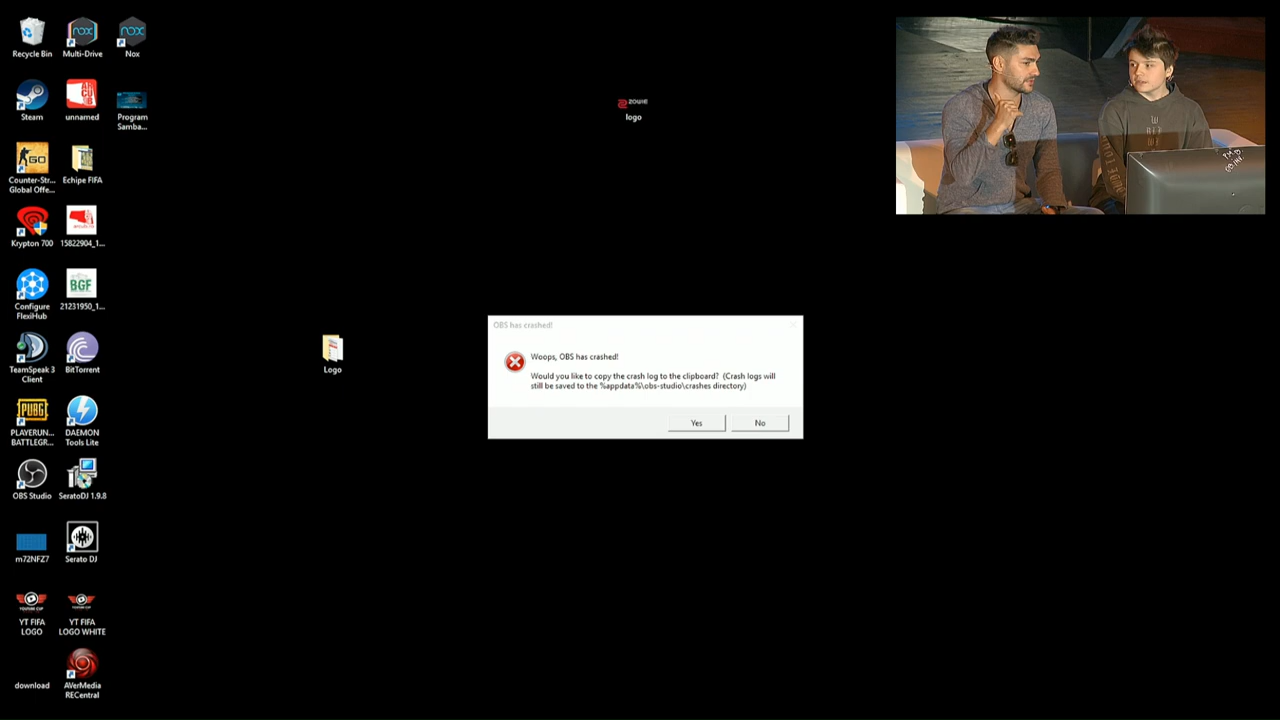 Recycle Bin
Multi-Drive
Nox
Steam
unnamed
Program
Samba...
ZOWIE
logo
Counter-Str...
Global Offe...
Echipe FIFA
Krypton 700
15822904_1...
Configure
FlexiHub
BGF
21231950_1...
TeamSpeak 3
Client
BitTorrent
Logo
OBS has crashed!
Woops, OBS has crashed!
Would you like to copy the crash log to the clipboard? (Crash logs will
still be saved to the %appdata%\obs-studio\crashes directory)
Yes
No
PUBG
PLAYERUN...
BATTLEGR...
DAEMON
Tools Lite
OBS Studio
SeratoDJ 1.9.8
m72NFZ7
Serato DJ
YT FIFA
LOGO
YT FIFA
LOGO WHITE
download
AVerMedia
RECentral
nox
nox
GO